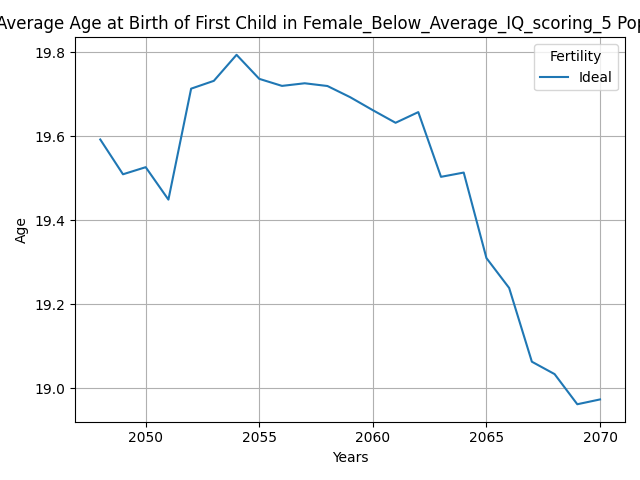 Average Age at Birth of First Child in Female_Below_Average_IQ_scoring_5 Pop
Fertility
Ideal
19.8
19.6
19.4
19.2
19.0
Age
2050 2055 2060 2065 2070
Years